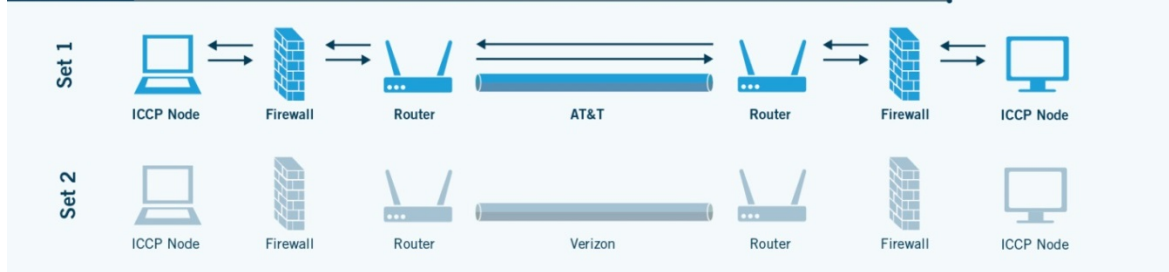 Set 1
ICCP Node Firewall Router AT&T Router Firewall ICCP Node
Set 2
ICCP Node Firewall Router Verizon Router Firewall ICCP Node